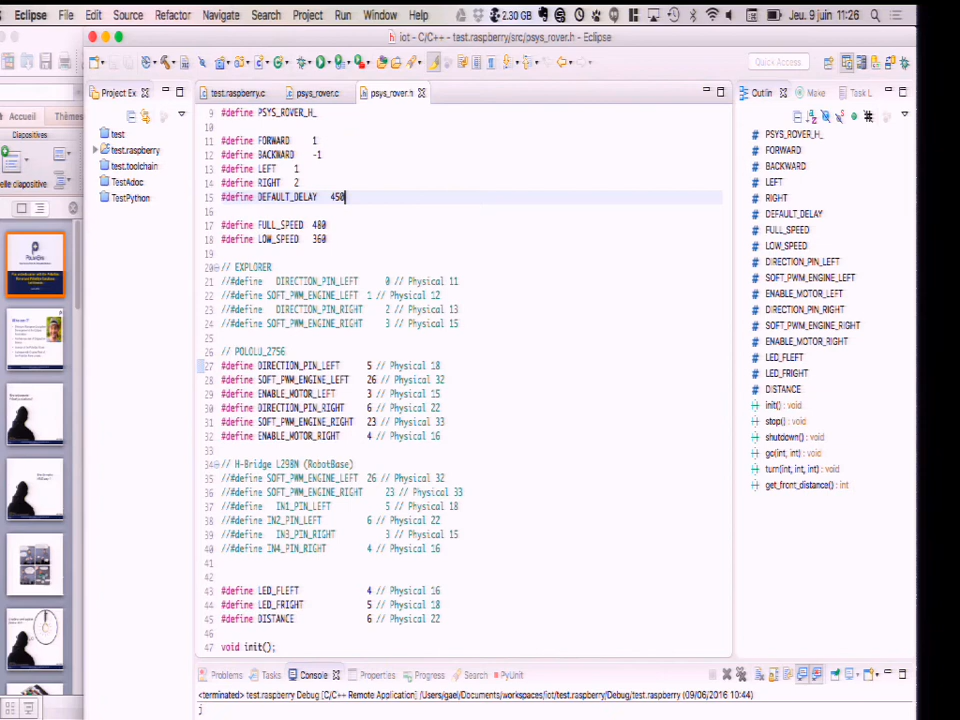 Eclipse File Edit Source Refactor Navigate Search Project Run Window Help 2.30 GB Jeu. 9 juin 11:26
iot - C/C++ - test.raspberry/src/psys_rover.h - Eclipse
Quick Access
Accueil Thèmes
Diapositives
elle diapositive
Project Ex
test
test.raspberry
test.toolchain
TestAdoc
TestPython
test.raspberry.c psys_rover.c psys_rover.h
9 #define PSYS_ROVER_H_
10
11 #define FORWARD 1
12 #define BACKWARD -1
13 #define LEFT 1
14 #define RIGHT 2
15 #define DEFAULT_DELAY 450
16
17 #define FULL_SPEED 480
18 #define LOW_SPEED 360
19
20 // EXPLORER
21 //#define DIRECTION_PIN_LEFT 0 // Physical 11
22 //#define SOFT_PWM_ENGINE_LEFT 1 // Physical 12
23 //#define DIRECTION_PIN_RIGHT 2 // Physical 13
24 //#define SOFT_PWM_ENGINE_RIGHT 3 // Physical 15
25
26 // POLOLU_2756
27 #define DIRECTION_PIN_LEFT 5 // Physical 18
28 #define SOFT_PWM_ENGINE_LEFT 26 // Physical 32
29 #define ENABLE_MOTOR_LEFT 3 // Physical 15
30 #define DIRECTION_PIN_RIGHT 6 // Physical 22
31 #define SOFT_PWM_ENGINE_RIGHT 23 // Physical 33
32 #define ENABLE_MOTOR_RIGHT 4 // Physical 16
33
34 // H-Bridge L298N (RobotBase)
35 //#define SOFT_PWM_ENGINE_LEFT 26 // Physical 32
36 //#define SOFT_PWM_ENGINE_RIGHT 23 // Physical 33
37 //#define IN1_PIN_LEFT 5 // Physical 18
38 //#define IN2_PIN_LEFT 6 // Physical 22
39 //#define IN3_PIN_RIGHT 3 // Physical 15
40 //#define IN4_PIN_RIGHT 4 // Physical 16
41
42
43 #define LED_FLEFT 4 // Physical 16
44 #define LED_FRIGHT 5 // Physical 18
45 #define DISTANCE 6 // Physical 22
46
47 void init();
Outlin Make Task L
# PSYS_ROVER_H_
# FORWARD
# BACKWARD
# LEFT
# RIGHT
# DEFAULT_DELAY
# FULL_SPEED
# LOW_SPEED
# DIRECTION_PIN_LEFT
# SOFT_PWM_ENGINE_LEFT
# ENABLE_MOTOR_LEFT
# DIRECTION_PIN_RIGHT
# SOFT_PWM_ENGINE_RIGHT
# ENABLE_MOTOR_RIGHT
# LED_FLEFT
# LED_FRIGHT
# DISTANCE
init() : void
stop() : void
shutdown() : void
go(int, int) : void
turn(int, int, int) : void
get_front_distance() : int
Problems Tasks Console Properties Progress Search PyUnit
<terminated> test.raspberry Debug [C/C++ Remote Application] /Users/gael/Documents/workspaces/iot/test.raspberry/Debug/test.raspberry (09/06/2016 10:44)
j